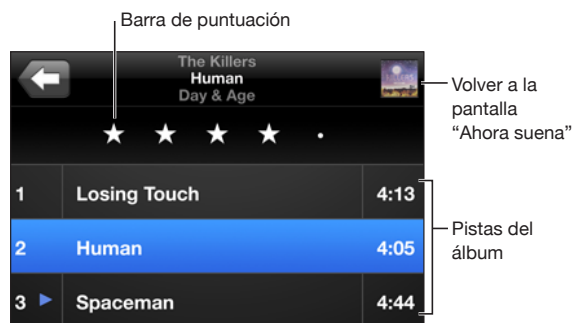 Barra de puntuación
The Killers
Human
Day & Age
Volver a la
pantalla
“Ahora suena”
1 Losing Touch 4:13
2 Human 4:05
3 Spaceman 4:44
Pistas del
álbum